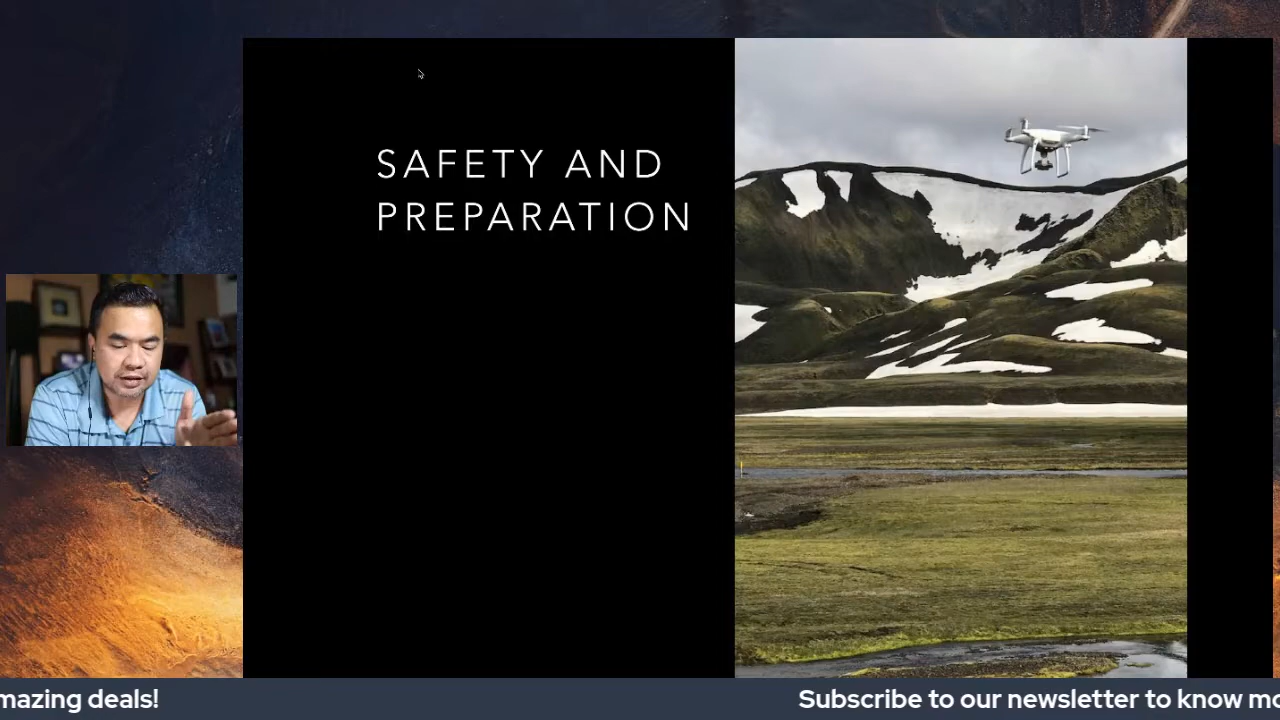 SAFETY AND
PREPARATION
mazing deals!
Subscribe to our newsletter to know mo